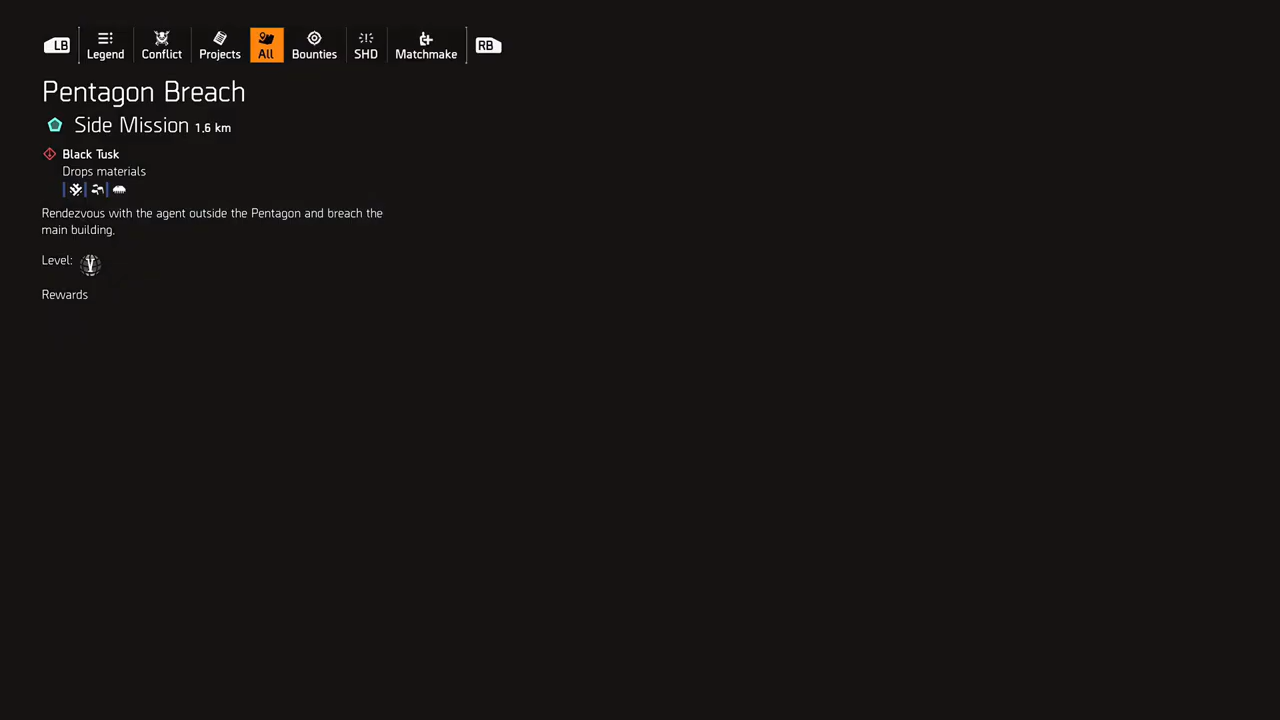 LB
Legend
Conflict
Projects
All
Bounties
SHD
Matchmake
RB
Pentagon Breach
Side Mission 1.6 km
Black Tusk
Drops materials
Rendezvous with the agent outside the Pentagon and breach the
main building.
Level:
Rewards